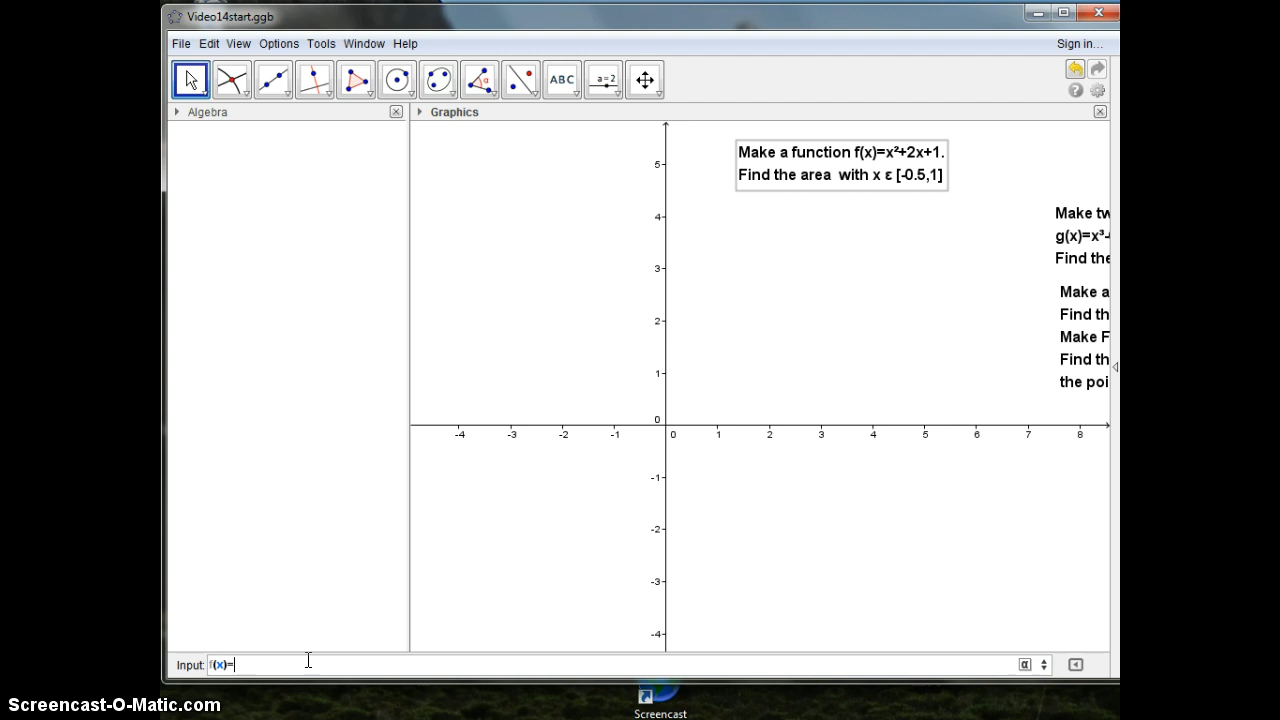 Video14start.ggb
File Edit View Options Tools Window Help Sign in...
ABC
a=2
α
Algebra
Graphics
Make a function f(x)=x²+2x+1.
Find the area with x ε [-0.5,1]
Make tw
g(x)=x³-
Find the
Make a
Find th
Make F
Find th
the poi
5
4
3
2
1
0
-4 -3 -2 -1 0 1 2 3 4 5 6 7 8
-1
-2
-3
-4
Input: f(x)=
α
Screencast-O-Matic.com
Screencast